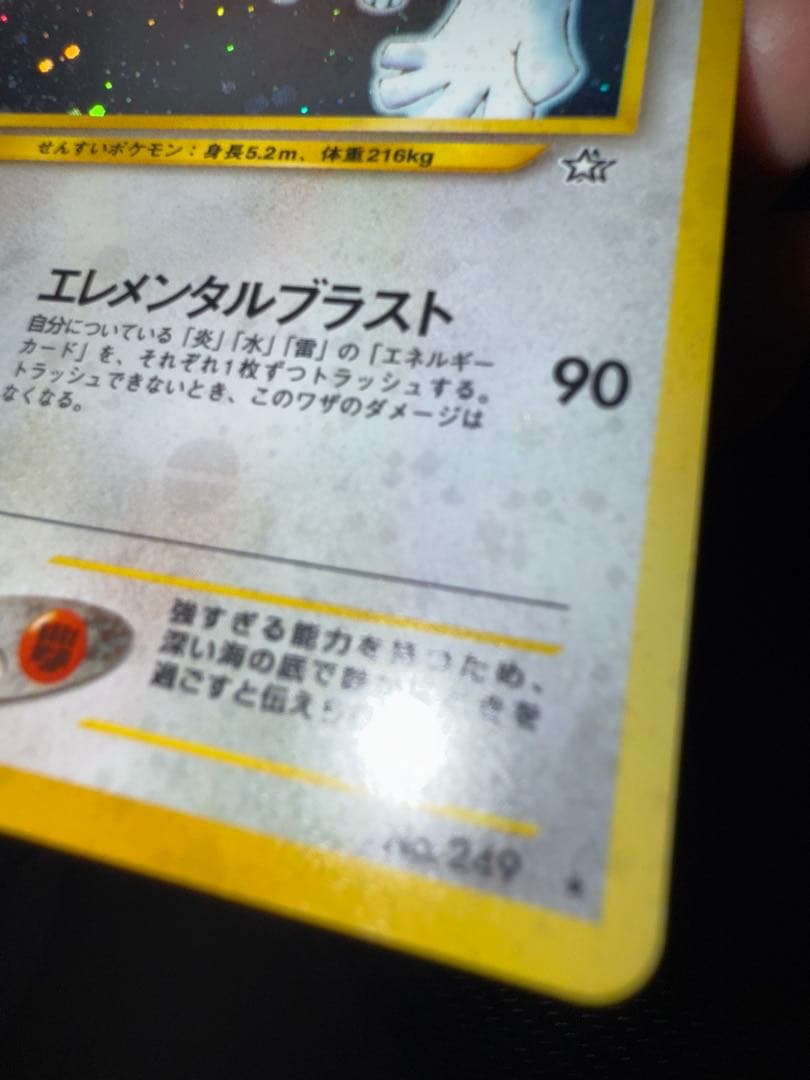 せんすいポケモン：身長5.2m、体重216kg
エレメンタルブラスト
自分についている「炎」「水」「雷」の「エネルギー
カード」を、それぞれ1枚ずつトラッシュする。
トラッシュできないとき、このワザのダメージは
なくなる。
90
強すぎる能力を持つため、
深い海の底で静 ときを
過ごすと伝えら
No.249
★